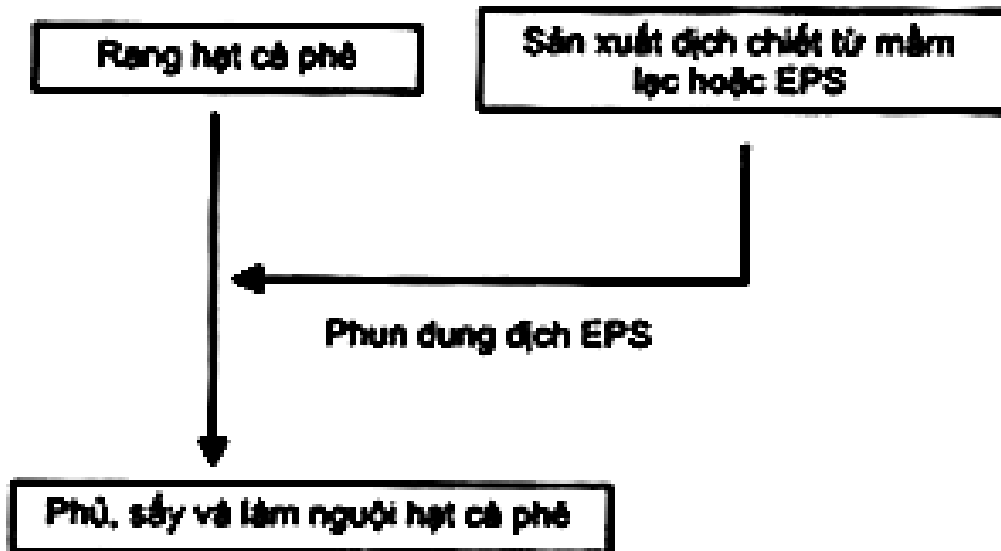 Rang hạt cà phê
Sản xuất dịch chiết từ mầm
lạc hoặc EPS
Phun dung dịch EPS
Phủ, sấy và làm nguội hạt cà phê